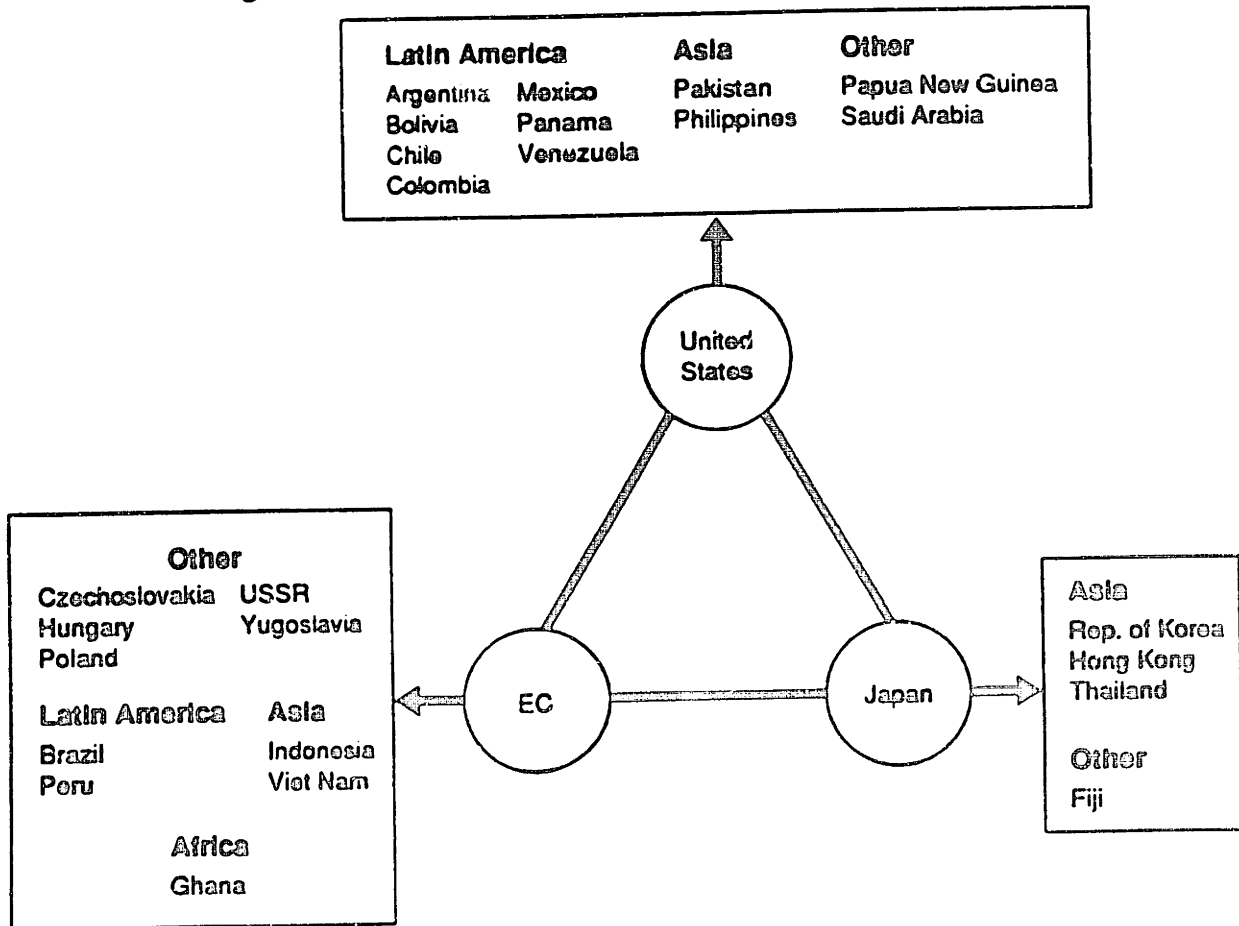 Latin America Asia Other
Argentina Mexico Pakistan Papua New Guinea
Bolivia Panama Philippines Saudi Arabia
Chile Venezuela
Colombia
United
States
Other
Czechoslovakia USSR
Hungary Yugoslavia
Poland
Latin America Asia
Brazil Indonesia
Peru Viet Nam
Africa
Ghana
EC
Japan
Asia
Rep. of Korea
Hong Kong
Thailand
Other
Fiji